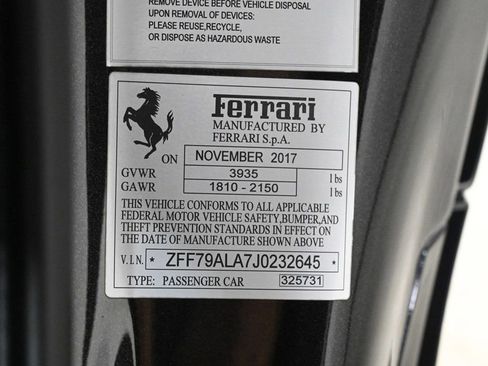 REMOVE DEVICE BEFORE VEHICLE DISPOSAL
UPON REMOVAL OF DEVICES:
PLEASE REUSE,RECYCLE,
OR DISPOSE AS HAZARDOUS WASTE
Ferrari
MANUFACTURED BY
FERRARI S.p.A.
ON NOVEMBER 2017
GVWR 3935 lbs
GAWR 1810 - 2150 lbs
THIS VEHICLE CONFORMS TO ALL APPLICABLE
FEDERAL MOTOR VEHICLE SAFETY,BUMPER,AND
THEFT PREVENTION STANDARDS IN EFFECT ON
THE DATE OF MANUFACTURE SHOWN ABOVE
V.I.N. * ZFF79ALA7J0232645 *
TYPE: PASSENGER CAR 325731